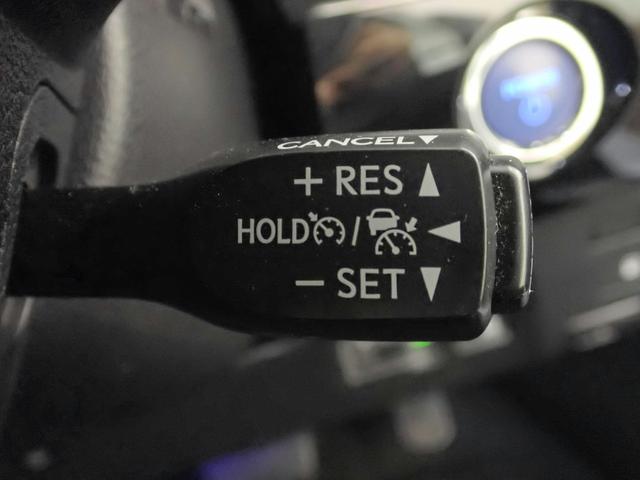 CANCEL▼
+ RES ▲
HOLD / ◀
− SET ▼